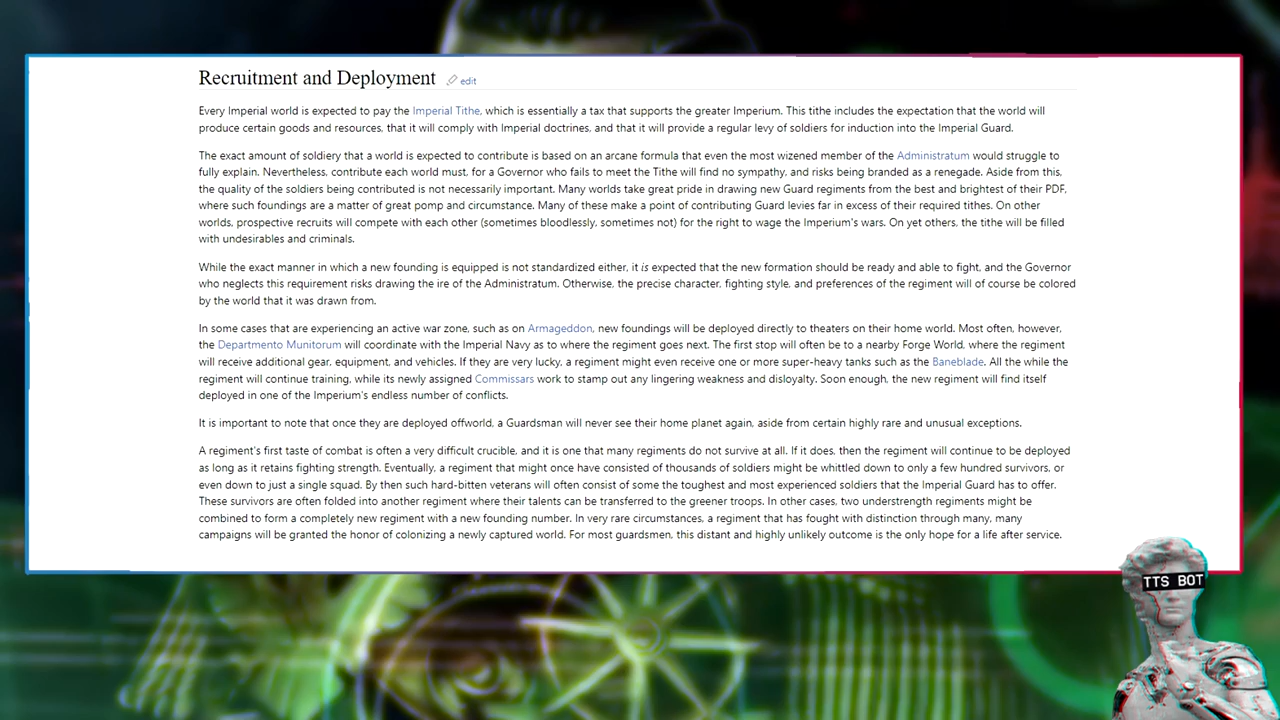 Recruitment and Deployment edit
Every Imperial world is expected to pay the Imperial Tithe, which is essentially a tax that supports the greater Imperium. This tithe includes the expectation that the world will
produce certain goods and resources, that it will comply with Imperial doctrines, and that it will provide a regular levy of soldiers for induction into the Imperial Guard.
The exact amount of soldiery that a world is expected to contribute is based on an arcane formula that even the most wizened member of the Administratum would struggle to
fully explain. Nevertheless, contribute each world must, for a Governor who fails to meet the Tithe will find no sympathy, and risks being branded as a renegade. Aside from this,
the quality of the soldiers being contributed is not necessarily important. Many worlds take great pride in drawing new Guard regiments from the best and brightest of their PDF,
where such foundings are a matter of great pomp and circumstance. Many of these make a point of contributing Guard levies far in excess of their required tithes. On other
worlds, prospective recruits will compete with each other (sometimes bloodlessly, sometimes not) for the right to wage the Imperium's wars. On yet others, the tithe will be filled
with undesirables and criminals.
While the exact manner in which a new founding is equipped is not standardized either, it is expected that the new formation should be ready and able to fight, and the Governor
who neglects this requirement risks drawing the ire of the Administratum. Otherwise, the precise character, fighting style, and preferences of the regiment will of course be colored
by the world that it was drawn from.
In some cases that are experiencing an active war zone, such as on Armageddon, new foundings will be deployed directly to theaters on their home world. Most often, however,
the Departmento Munitorum will coordinate with the Imperial Navy as to where the regiment goes next. The first stop will often be to a nearby Forge World, where the regiment
will receive additional gear, equipment, and vehicles. If they are very lucky, a regiment might even receive one or more super-heavy tanks such as the Baneblade. All the while the
regiment will continue training, while its newly assigned Commissars work to stamp out any lingering weakness and disloyalty. Soon enough, the new regiment will find itself
deployed in one of the Imperium's endless number of conflicts.
It is important to note that once they are deployed offworld, a Guardsman will never see their home planet again, aside from certain highly rare and unusual exceptions.
A regiment's first taste of combat is often a very difficult crucible, and it is one that many regiments do not survive at all. If it does, then the regiment will continue to be deployed
as long as it retains fighting strength. Eventually, a regiment that might once have consisted of thousands of soldiers might be whittled down to only a few hundred survivors, or
even down to just a single squad. By then such hard-bitten veterans will often consist of some the toughest and most experienced soldiers that the Imperial Guard has to offer.
These survivors are often folded into another regiment where their talents can be transferred to the greener troops. In other cases, two understrength regiments might be
combined to form a completely new regiment with a new founding number. In very rare circumstances, a regiment that has fought with distinction through many, many
campaigns will be granted the honor of colonizing a newly captured world. For most guardsmen, this distant and highly unlikely outcome is the only hope for a life after service.
TTS BOT